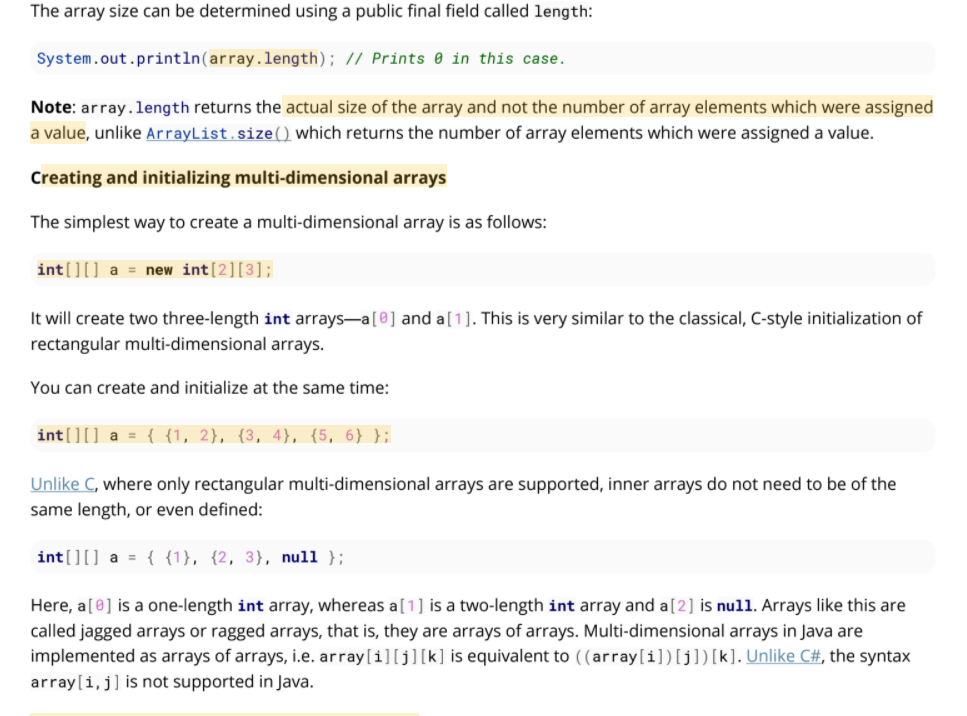 The array size can be determined using a public final field called length:
System.out.println(array.length); // Prints 0 in this case.
Note: array.length returns the actual size of the array and not the number of array elements which were assigned
a value, unlike ArrayList.size() which returns the number of array elements which were assigned a value.
Creating and initializing multi-dimensional arrays
The simplest way to create a multi-dimensional array is as follows:
int[][] a = new int[2][3];
It will create two three-length int arrays—a[0] and a[1]. This is very similar to the classical, C-style initialization of
rectangular multi-dimensional arrays.
You can create and initialize at the same time:
int[][] a = { {1, 2}, {3, 4}, {5, 6} };
Unlike C, where only rectangular multi-dimensional arrays are supported, inner arrays do not need to be of the
same length, or even defined:
int[][] a = { {1}, {2, 3}, null };
Here, a[0] is a one-length int array, whereas a[1] is a two-length int array and a[2] is null. Arrays like this are
called jagged arrays or ragged arrays, that is, they are arrays of arrays. Multi-dimensional arrays in Java are
implemented as arrays of arrays, i.e. array[i][j][k] is equivalent to ((array[i])[j])[k]. Unlike C#, the syntax
array[i,j] is not supported in Java.